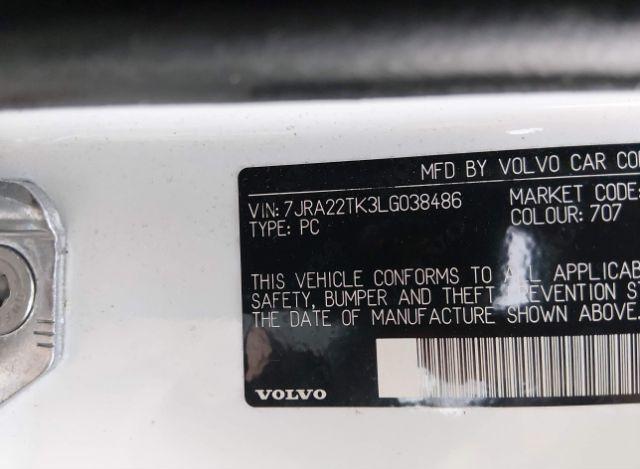 MFD BY VOLVO CAR CO
VIN: 7JRA22TK3LG038486 MARKET CODE:
TYPE: PC COLOUR: 707
THIS VEHICLE CONFORMS TO ALL APPLICAB
SAFETY, BUMPER AND THEFT PREVENTION ST
THE DATE OF MANUFACTURE SHOWN ABOVE.
VOLVO